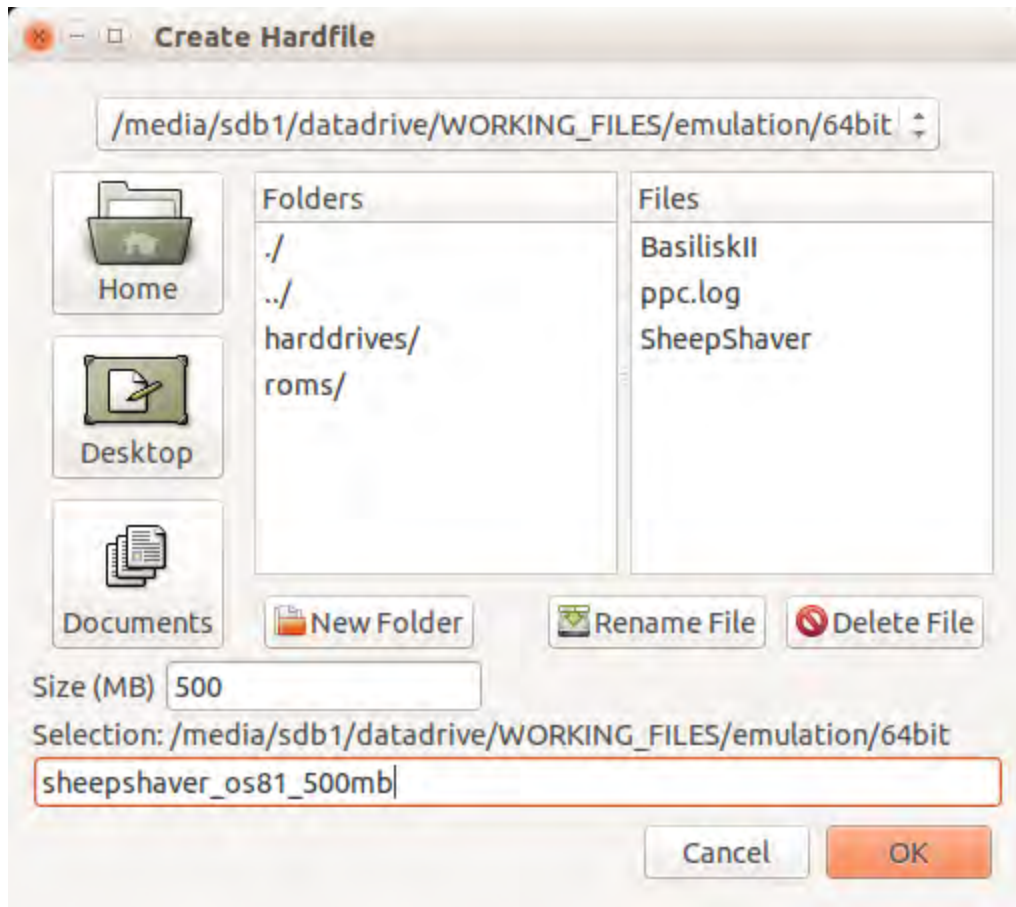 Create Hardfile
/media/sdb1/datadrive/WORKING_FILES/emulation/64bit
Home
Desktop
Documents
Folders
./
../
harddrives/
roms/
Files
BasiliskII
ppc.log
SheepShaver
New Folder
Rename File
Delete File
Size (MB) 500
Selection: /media/sdb1/datadrive/WORKING_FILES/emulation/64bit
sheepshaver_os81_500mb
Cancel
OK